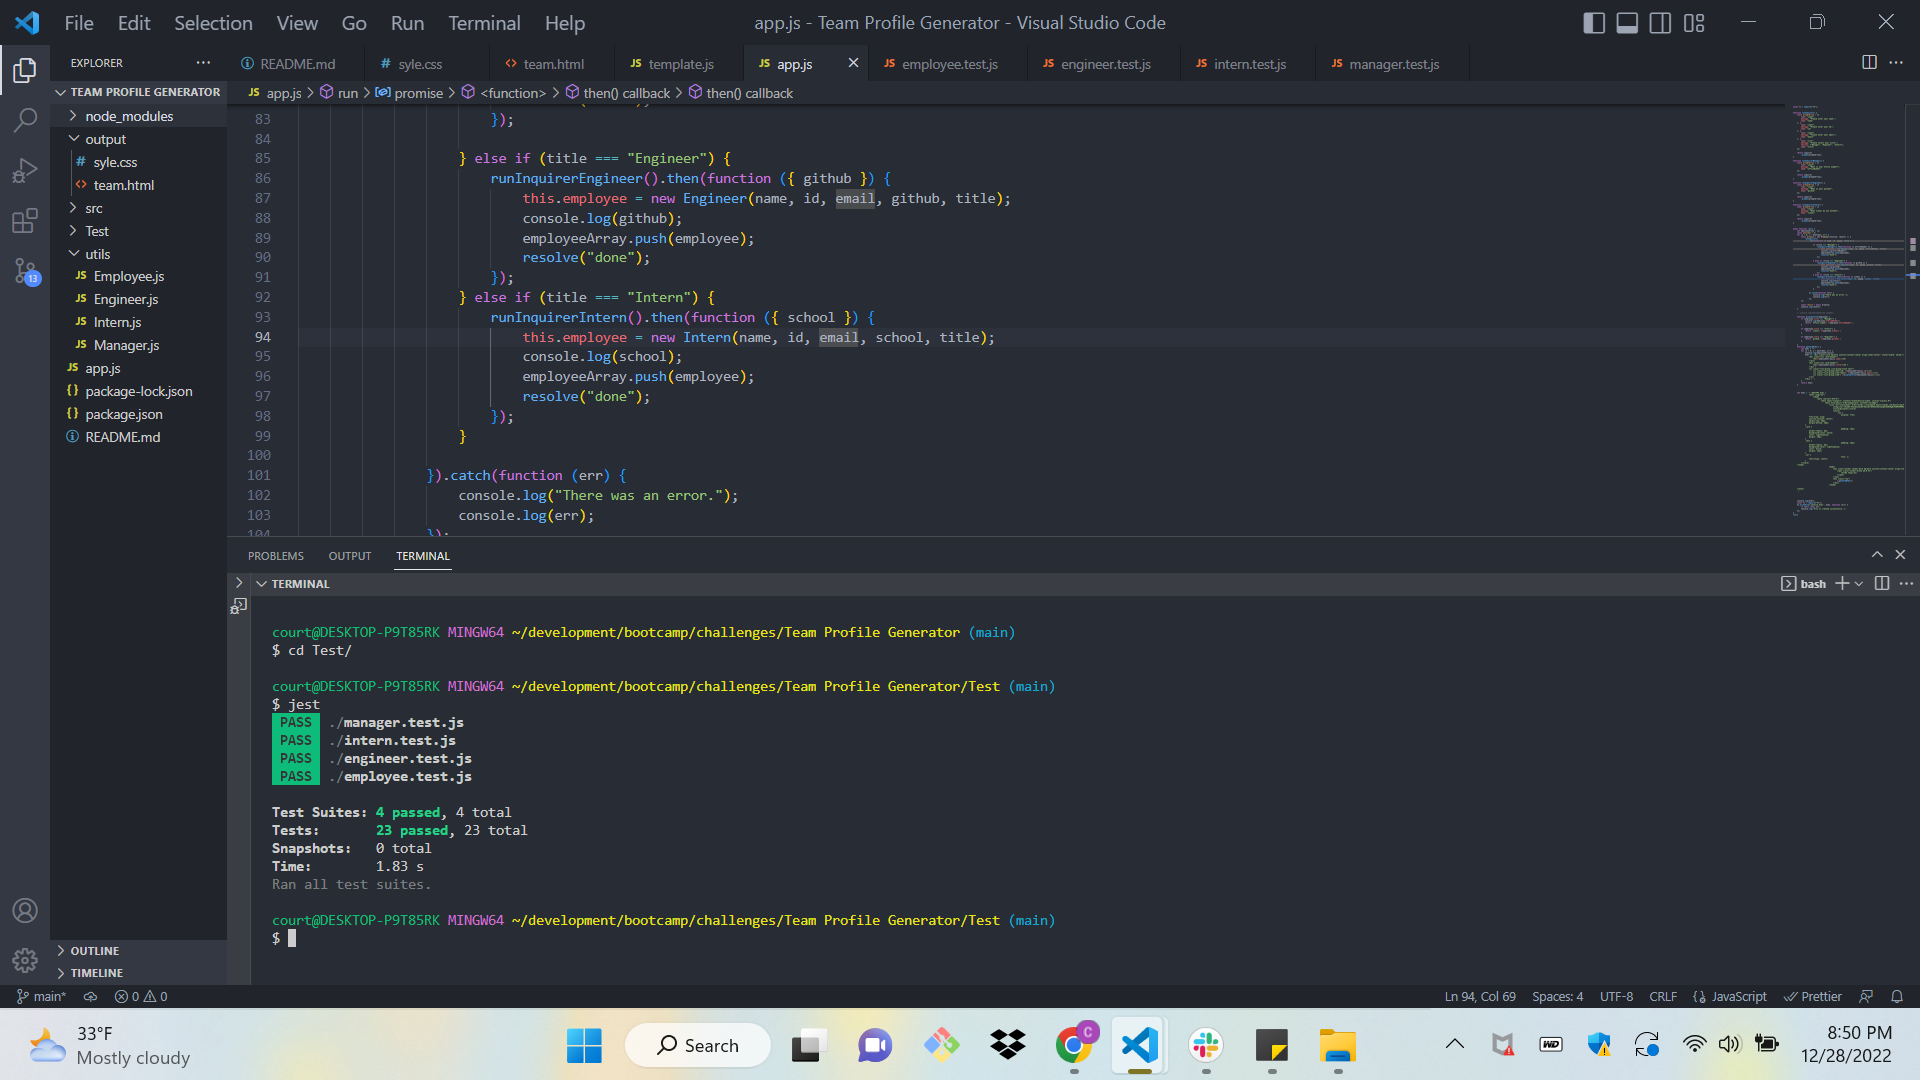 File Edit Selection View Go Run Terminal Help
app.js - Team Profile Generator - Visual Studio Code
EXPLORER
README.md
# syle.css
<> team.html
JS template.js
JS app.js
JS employee.test.js
JS engineer.test.js
JS intern.test.js
JS manager.test.js
TEAM PROFILE GENERATOR
node_modules
output
# syle.css
<> team.html
src
Test
utils
JS Employee.js
JS Engineer.js
JS Intern.js
JS Manager.js
JS app.js
{} package-lock.json
{} package.json
README.md
OUTLINE
TIMELINE
JS app.js > run > promise > <function> > then() callback > then() callback
83 });
84
85 } else if (title === "Engineer") {
86 runInquirerEngineer().then(function ({ github }) {
87 this.employee = new Engineer(name, id, email, github, title);
88 console.log(github);
89 employeeArray.push(employee);
90 resolve("done");
91 });
92 } else if (title === "Intern") {
93 runInquirerIntern().then(function ({ school }) {
94 this.employee = new Intern(name, id, email, school, title);
95 console.log(school);
96 employeeArray.push(employee);
97 resolve("done");
98 });
99 }
100
101 }).catch(function (err) {
102 console.log("There was an error.");
103 console.log(err);
104 });
PROBLEMS OUTPUT TERMINAL
TERMINAL
bash
court@DESKTOP-P9T85RK MINGW64 ~/development/bootcamp/challenges/Team Profile Generator (main)
$ cd Test/
court@DESKTOP-P9T85RK MINGW64 ~/development/bootcamp/challenges/Team Profile Generator/Test (main)
$ jest
PASS ./manager.test.js
PASS ./intern.test.js
PASS ./engineer.test.js
PASS ./employee.test.js
Test Suites: 4 passed, 4 total
Tests: 23 passed, 23 total
Snapshots: 0 total
Time: 1.83 s
Ran all test suites.
court@DESKTOP-P9T85RK MINGW64 ~/development/bootcamp/challenges/Team Profile Generator/Test (main)
$
13
main*
0 0
Ln 94, Col 69 Spaces: 4 UTF-8 CRLF {} JavaScript Prettier
33°F
Mostly cloudy
Search
C
WD
8:50 PM
12/28/2022